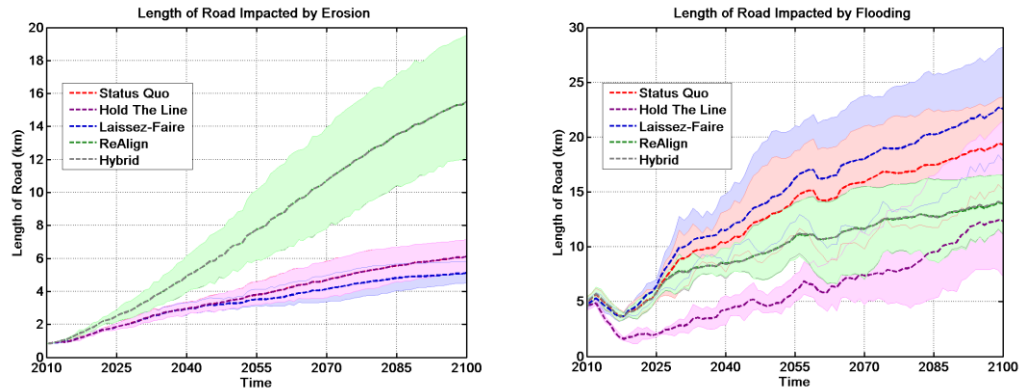 Length of Road Impacted by Erosion
20
18
16
14
12
10
8
6
4
2
0
Length of Road (km)
Status Quo
Hold The Line
Laissez-Faire
ReAlign
Hybrid
2010
2025
2040
2055
2070
2085
2100
Time
Length of Road Impacted by Flooding
30
25
20
15
10
5
0
Length of Road (km)
Status Quo
Hold The Line
Laissez-Faire
ReAlign
Hybrid
2010
2025
2040
2055
2070
2085
2100
Time